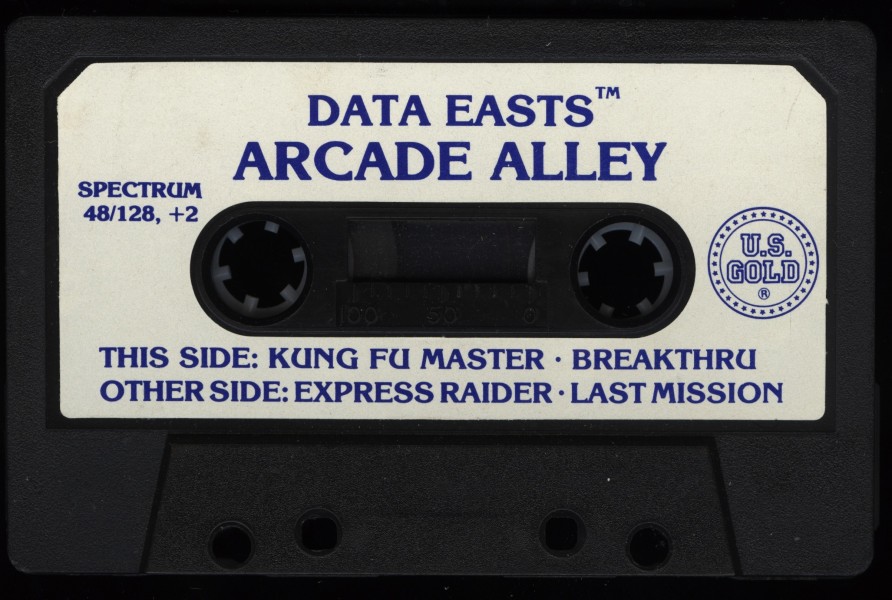 DATA EASTS™
ARCADE ALLEY
SPECTRUM
48/128, +2
U.S.
GOLD
®
THIS SIDE: KUNG FU MASTER · BREAKTHRU
OTHER SIDE: EXPRESS RAIDER · LAST MISSION
100 50 0